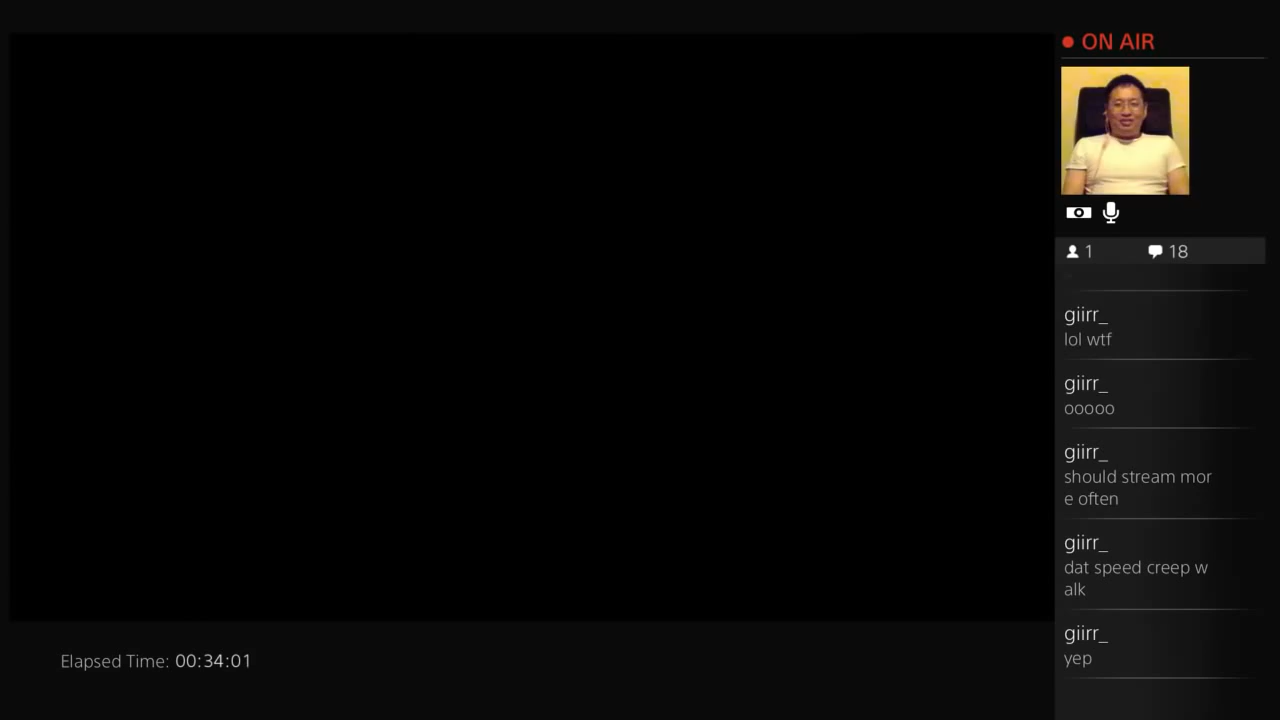 ON AIR
1 18
giirr_
lol wtf
giirr_
ooooo
giirr_
should stream mor
e often
giirr_
dat speed creep w
alk
giirr_
yep
Elapsed Time: 00:34:01